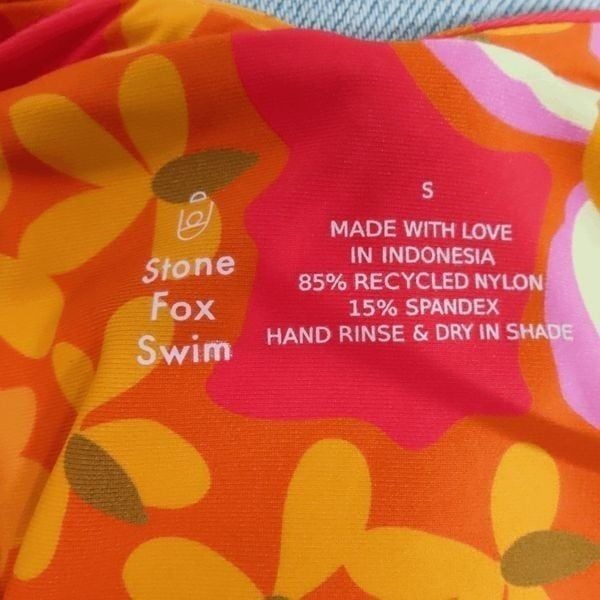 Stone
Fox
Swim
S
MADE WITH LOVE
IN INDONESIA
85% RECYCLED NYLON
15% SPANDEX
HAND RINSE & DRY IN SHADE